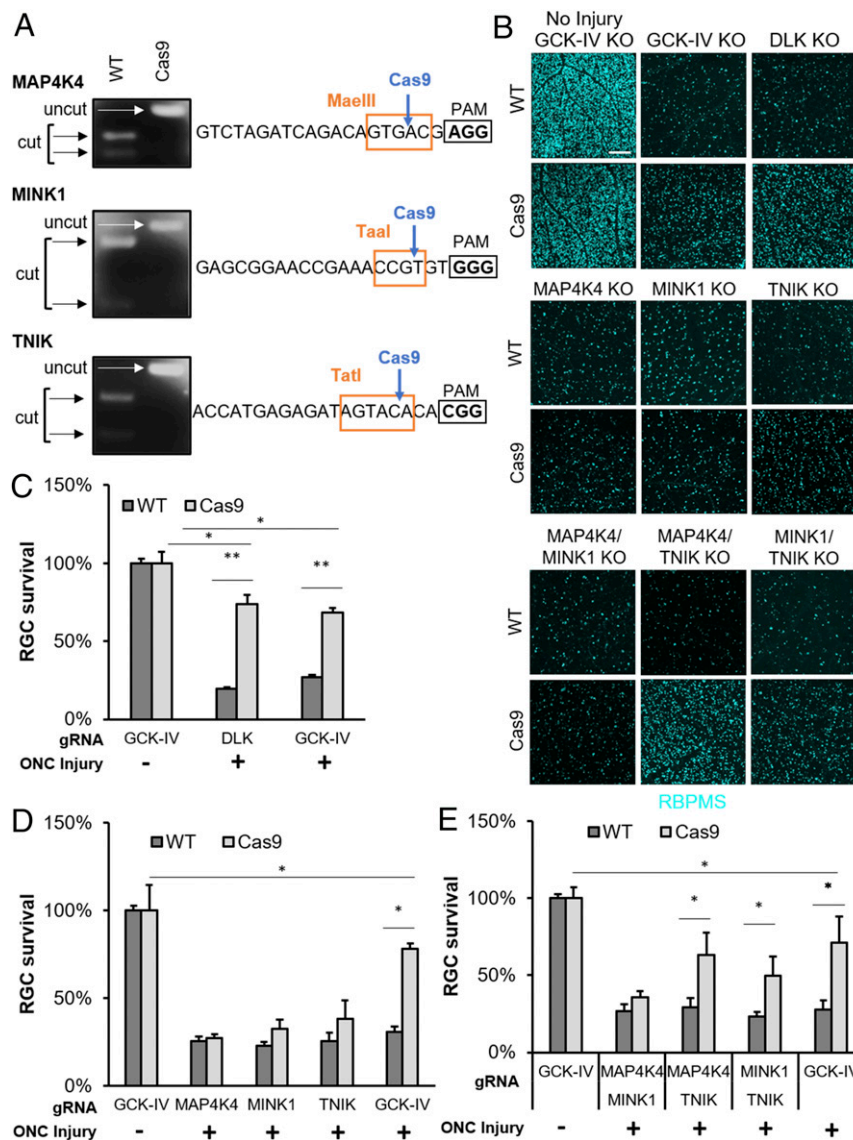 A
WT Cas9
MAP4K4
uncut
cut
MaeIII
Cas9
PAM
GTCTAGATCAGACAGTGACG AGG
MINK1
uncut
cut
TaaI
Cas9
PAM
GAGCGGAACCGAAACCGTGT GGG
TNIK
uncut
cut
TatI
Cas9
PAM
ACCATGAGAGATAGTACACA CGG
B
No Injury
GCK-IV KO GCK-IV KO DLK KO
WT
Cas9
MAP4K4 KO MINK1 KO TNIK KO
WT
Cas9
MAP4K4/ MAP4K4/ MINK1/
MINK1 KO TNIK KO TNIK KO
WT
Cas9
RBPMS
C
150%
100%
50%
0%
RGC survival
WT Cas9
*
*
**
**
gRNA GCK-IV DLK GCK-IV
ONC Injury - + +
D
150%
100%
50%
0%
RGC survival
WT Cas9
*
*
gRNA GCK-IV MAP4K4 MINK1 TNIK GCK-IV
ONC Injury - + + + +
E
150%
100%
50%
0%
RGC survival
WT Cas9
*
*
*
*
GCK-IV MAP4K4 MAP4K4 MINK1 GCK-IV
gRNA MINK1 TNIK TNIK
ONC Injury - + + + +